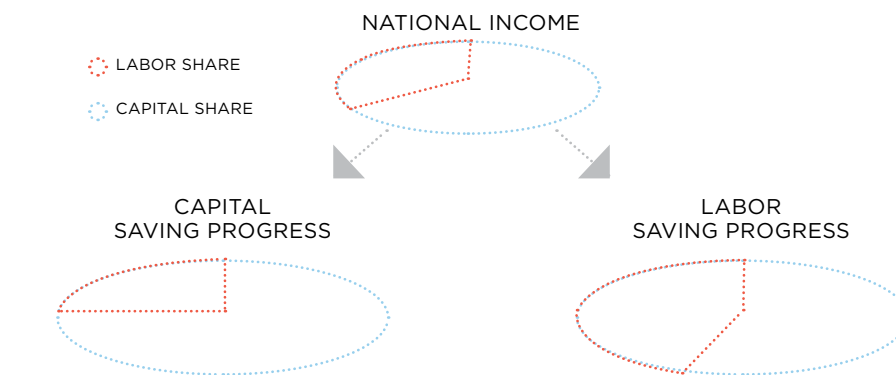 NATIONAL INCOME
LABOR SHARE
CAPITAL SHARE
CAPITAL
SAVING PROGRESS
LABOR
SAVING PROGRESS